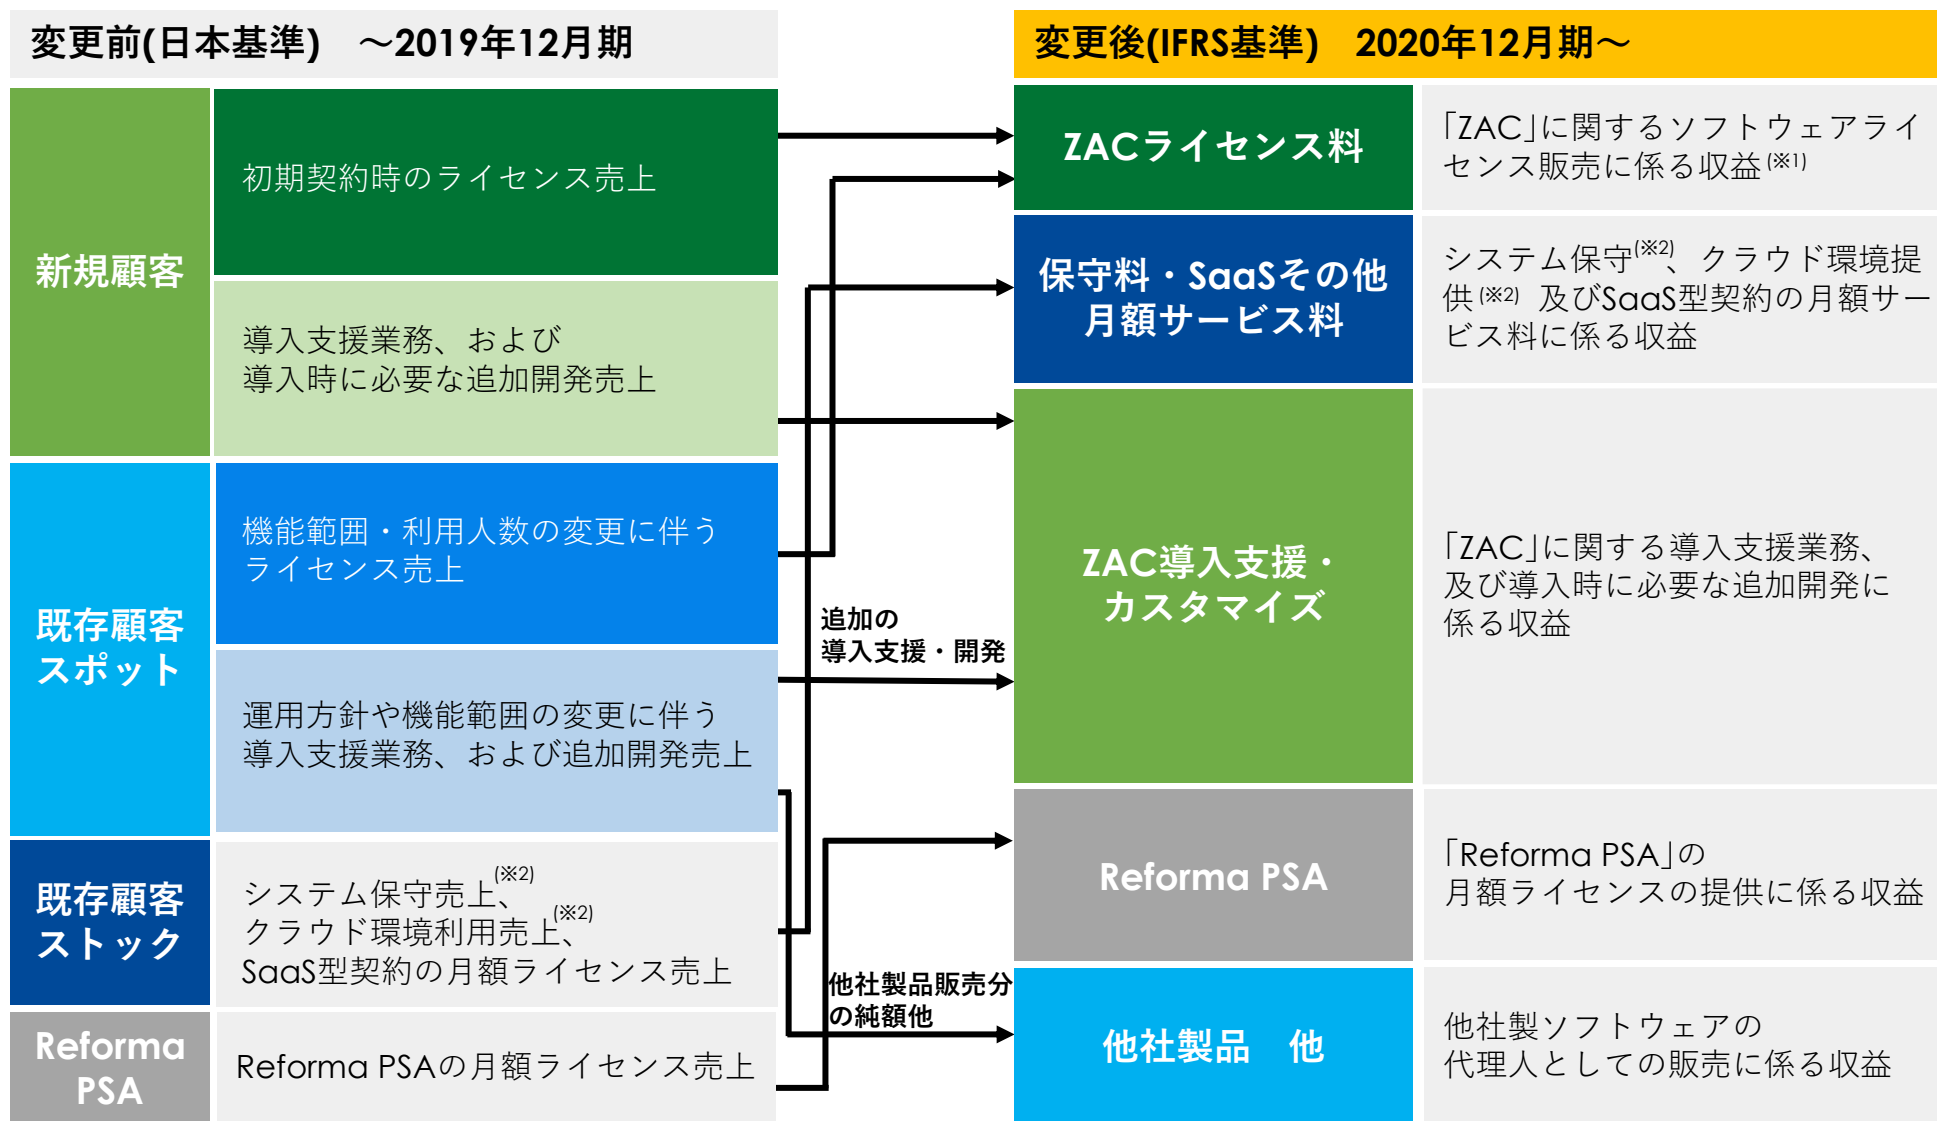 変更前(日本基準)　～2019年12月期
新規顧客
初期契約時のライセンス売上
導入支援業務、および
導入時に必要な追加開発売上
既存顧客
スポット
機能範囲・利用人数の変更に伴う
ライセンス売上
運用方針や機能範囲の変更に伴う
導入支援業務、および追加開発売上
既存顧客
ストック
システム保守売上(※2)、
クラウド環境利用売上(※2)、
SaaS型契約の月額ライセンス売上
Reforma
PSA
Reforma PSAの月額ライセンス売上
追加の
導入支援・開発
他社製品販売分
の純額他
変更後(IFRS基準)　2020年12月期～
ZACライセンス料
「ZAC」に関するソフトウェアライ
センス販売に係る収益(※1)
保守料・SaaSその他
月額サービス料
システム保守(※2)、クラウド環境提
供(※2) 及びSaaS型契約の月額サー
ビス料に係る収益
ZAC導入支援・
カスタマイズ
「ZAC」に関する導入支援業務、
及び導入時に必要な追加開発に
係る収益
Reforma PSA
「Reforma PSA」の
月額ライセンスの提供に係る収益
他社製品　他
他社製ソフトウェアの
代理人としての販売に係る収益